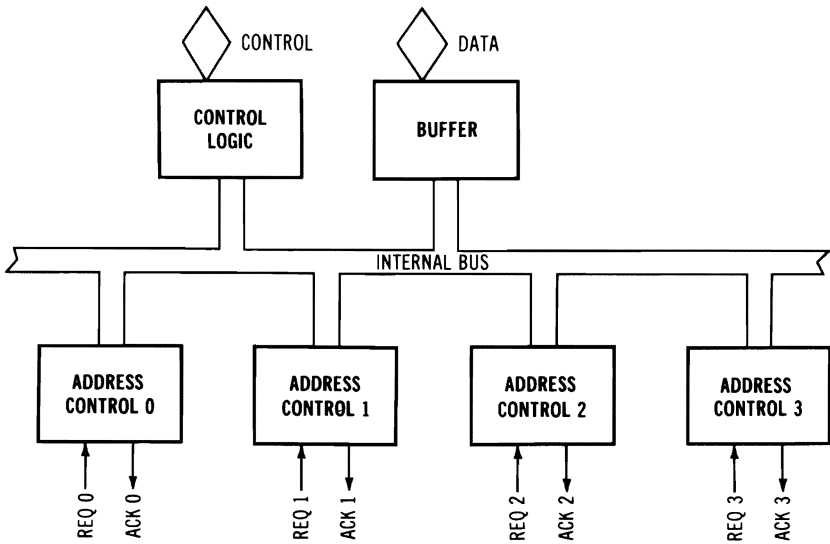 CONTROL
DATA
CONTROL
LOGIC
BUFFER
INTERNAL BUS
ADDRESS
CONTROL 0
ADDRESS
CONTROL 1
ADDRESS
CONTROL 2
ADDRESS
CONTROL 3
REQ 0
ACK 0
REQ 1
ACK 1
REQ 2
ACK 2
REQ 3
ACK 3